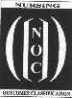 NURSING
NOC
OUTCOMES CLASSIFICATION